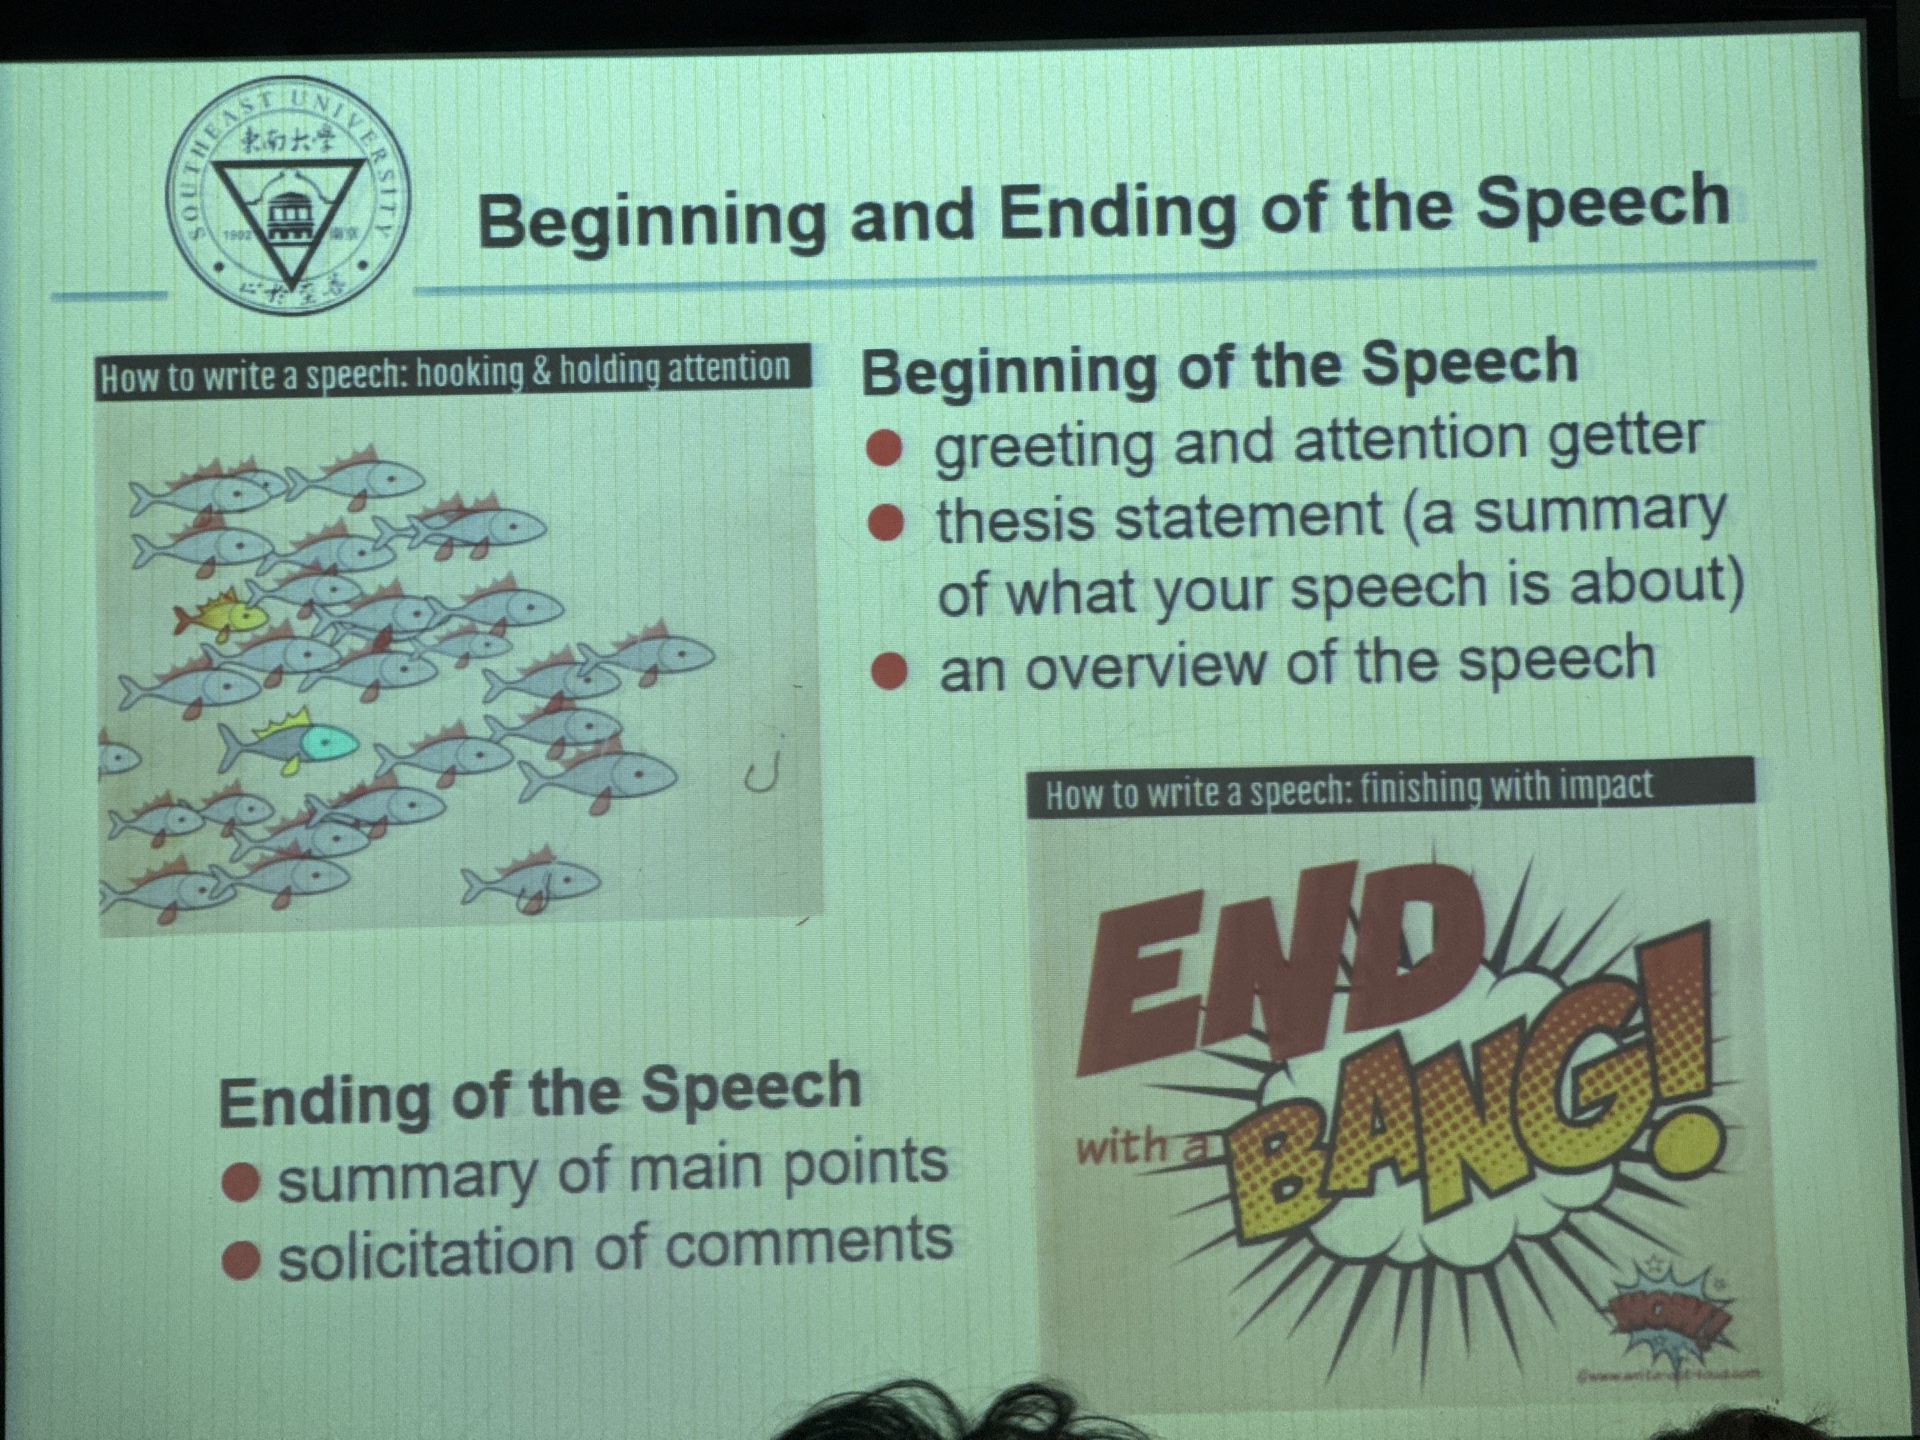 SOUTHEAST UNIVERSITY
東南大學
1902 南京
止於至善
Beginning and Ending of the Speech
How to write a speech: hooking & holding attention
Beginning of the Speech
greeting and attention getter
thesis statement (a summary
of what your speech is about)
an overview of the speech
How to write a speech: finishing with impact
END
with a
BANG!
WOW!
©www.write-out-loud.com
Ending of the Speech
summary of main points
solicitation of comments